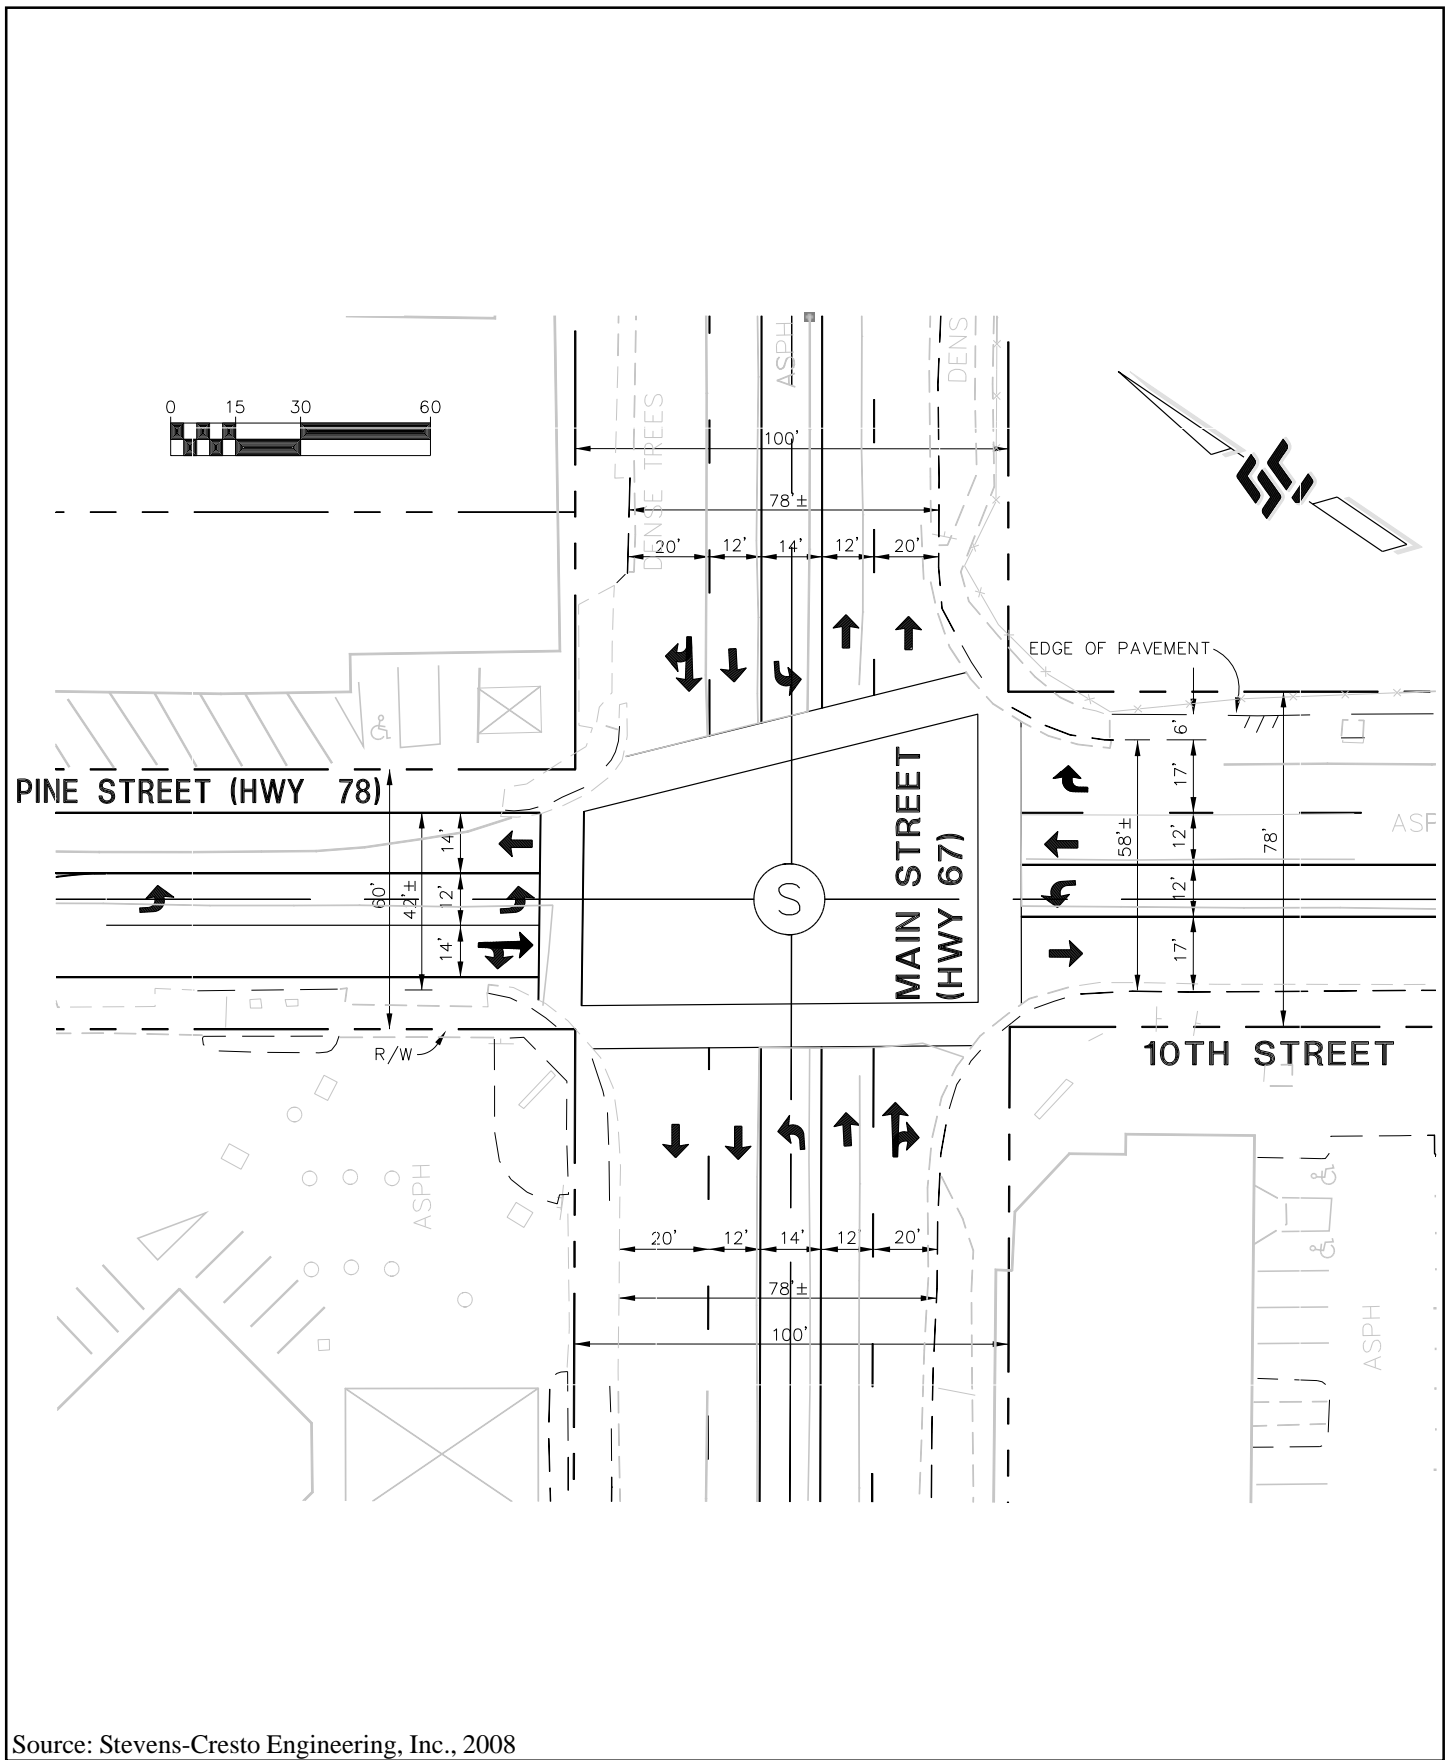 ASPH
DENS
0 15 30 60
DENSE TREES
100'
78'±
20' 12' 14' 12' 20'
EDGE OF PAVEMENT
6'
PINE STREET (HWY 78)
MAIN STREET
(HWY 67)
17'
58'±
12'
78'
12'
17'
ASP
14'
60'
42'±
12'
14'
S
R/W
10TH STREET
ASPH
20' 12' 14' 12' 20'
78'±
100'
ASPH
Source: Stevens-Cresto Engineering, Inc., 2008